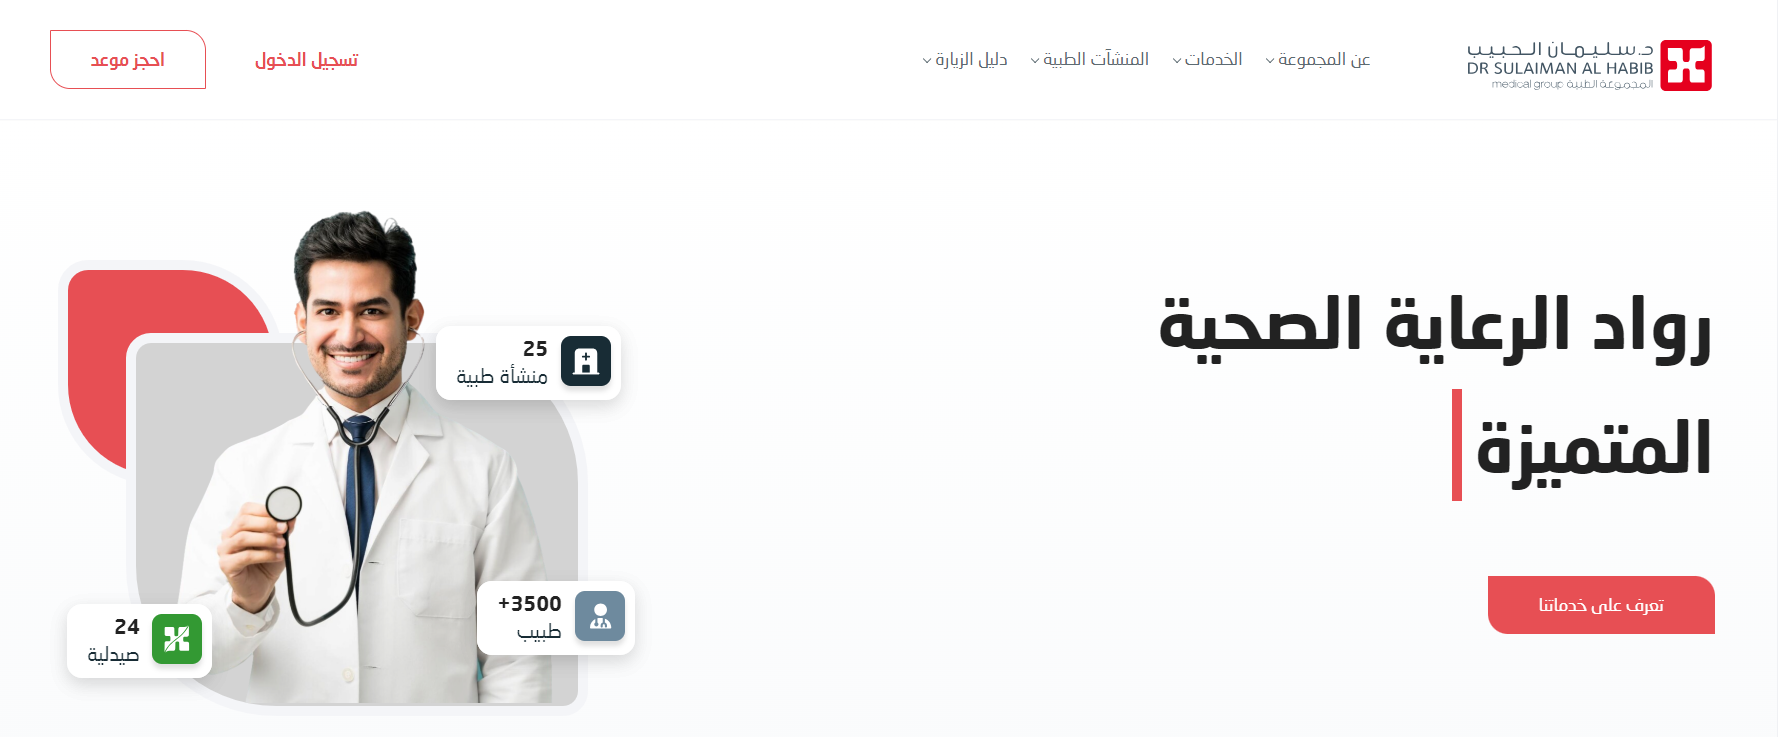 د. سليمان الحبيب
DR SULAIMAN AL HABIB
المجموعة الطبية medical group
عن المجموعة
الخدمات
المنشآت الطبية
دليل الزيارة
تسجيل الدخول
احجز موعد
رواد الرعاية الصحية
المتميزة
تعرف على خدماتنا
25
منشأة طبية
+3500
طبيب
24
صيدلية